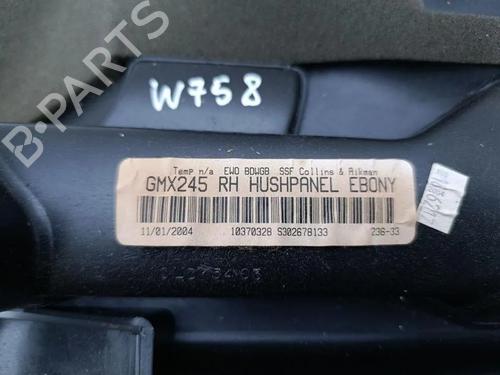 B-PARTS
W758
Temp n/a EWO BDWGB SSF Collins & Aikman
GMX245 RH HUSHPANEL EBONY
11/01/2004 10370328 S302678133 236-33